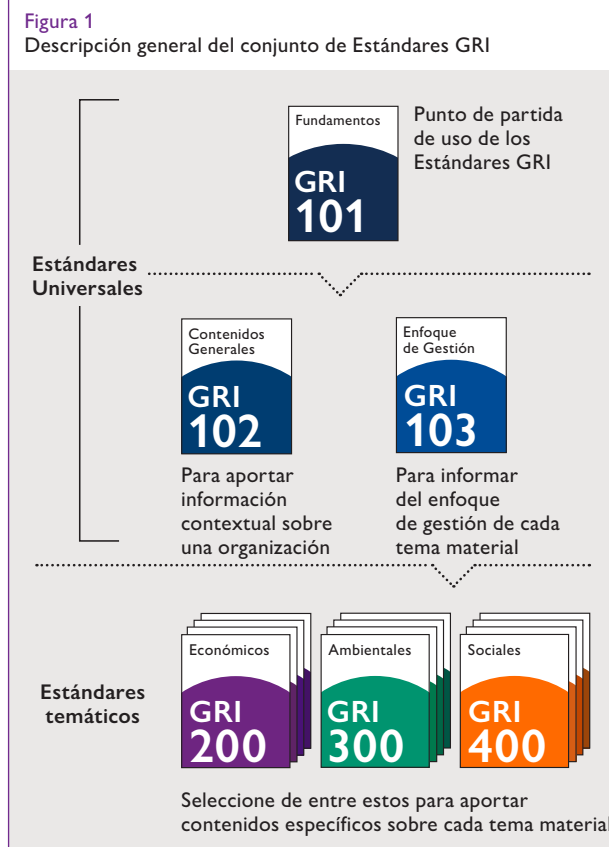 Figura 1
Descripción general del conjunto de Estándares GRI
Fundamentos
GRI
101
Punto de partida
de uso de los
Estándares GRI
Estándares
Universales
Contenidos
Generales
GRI
102
Para aportar
información
contextual sobre
una organización
Enfoque
de Gestión
GRI
103
Para informar
del enfoque
de gestión de cada
tema material
Estándares
temáticos
Económicos
GRI
200
Ambientales
GRI
300
Sociales
GRI
400
Seleccione de entre estos para aportar
contenidos específicos sobre cada tema material